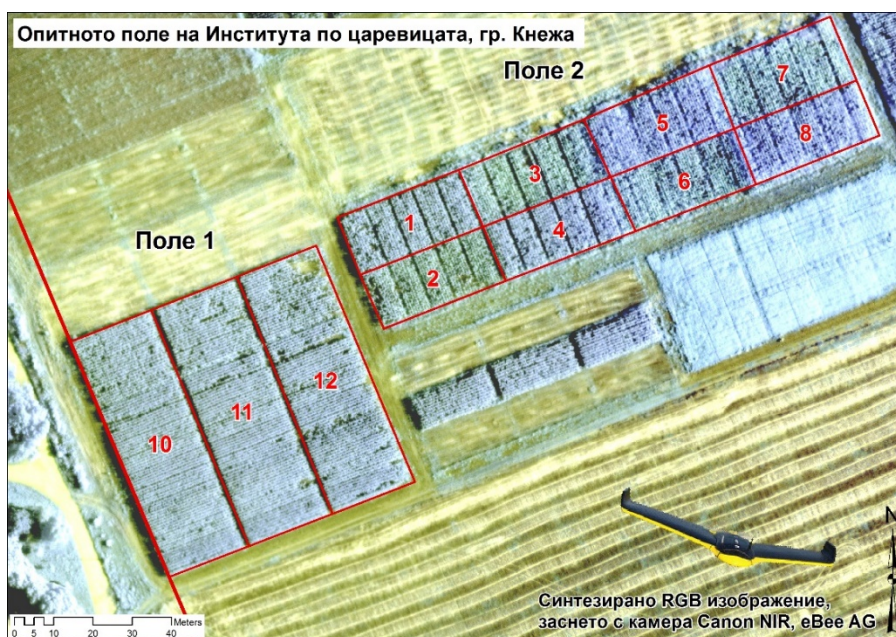 Опитното поле на Института по царевицата, гр. Кнежа
Поле 2
7
5
8
3
6
1
4
Поле 1
2
12
11
10
Синтезирано RGB изображение,
заснето с камера Canon NIR, eBee AG
Meters
0 5 10 20 30 40
N